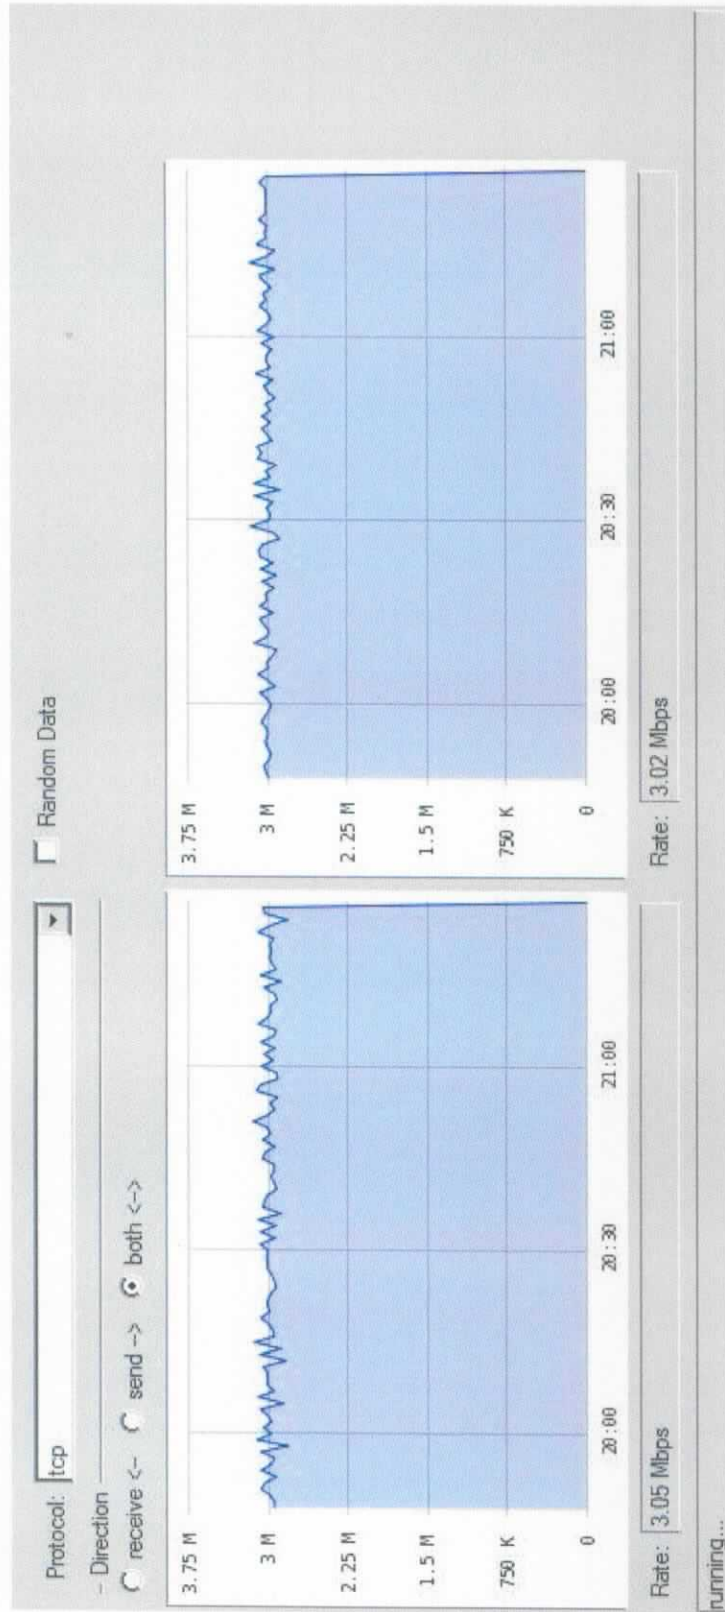 Protocol: tcp
Random Data
Direction
receive <- send -> both <->
3.75 M
3 M
2.25 M
1.5 M
750 K
0
20:00 20:30 21:00
3.75 M
3 M
2.25 M
1.5 M
750 K
0
20:00 20:30 21:00
Rate: 3.05 Mbps
Rate: 3.02 Mbps
running...